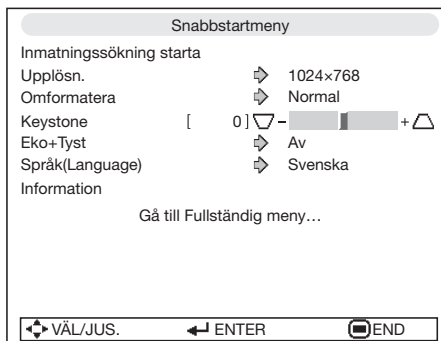 Snabbstartmeny
Inmatningssökning starta
Upplösn. 1024×768
Omformatera Normal
Keystone [ 0 ] - +
Eko+Tyst Av
Språk(Language) Svenska
Information
Gå till Fullständig meny…
VÄL/JUS. ENTER END